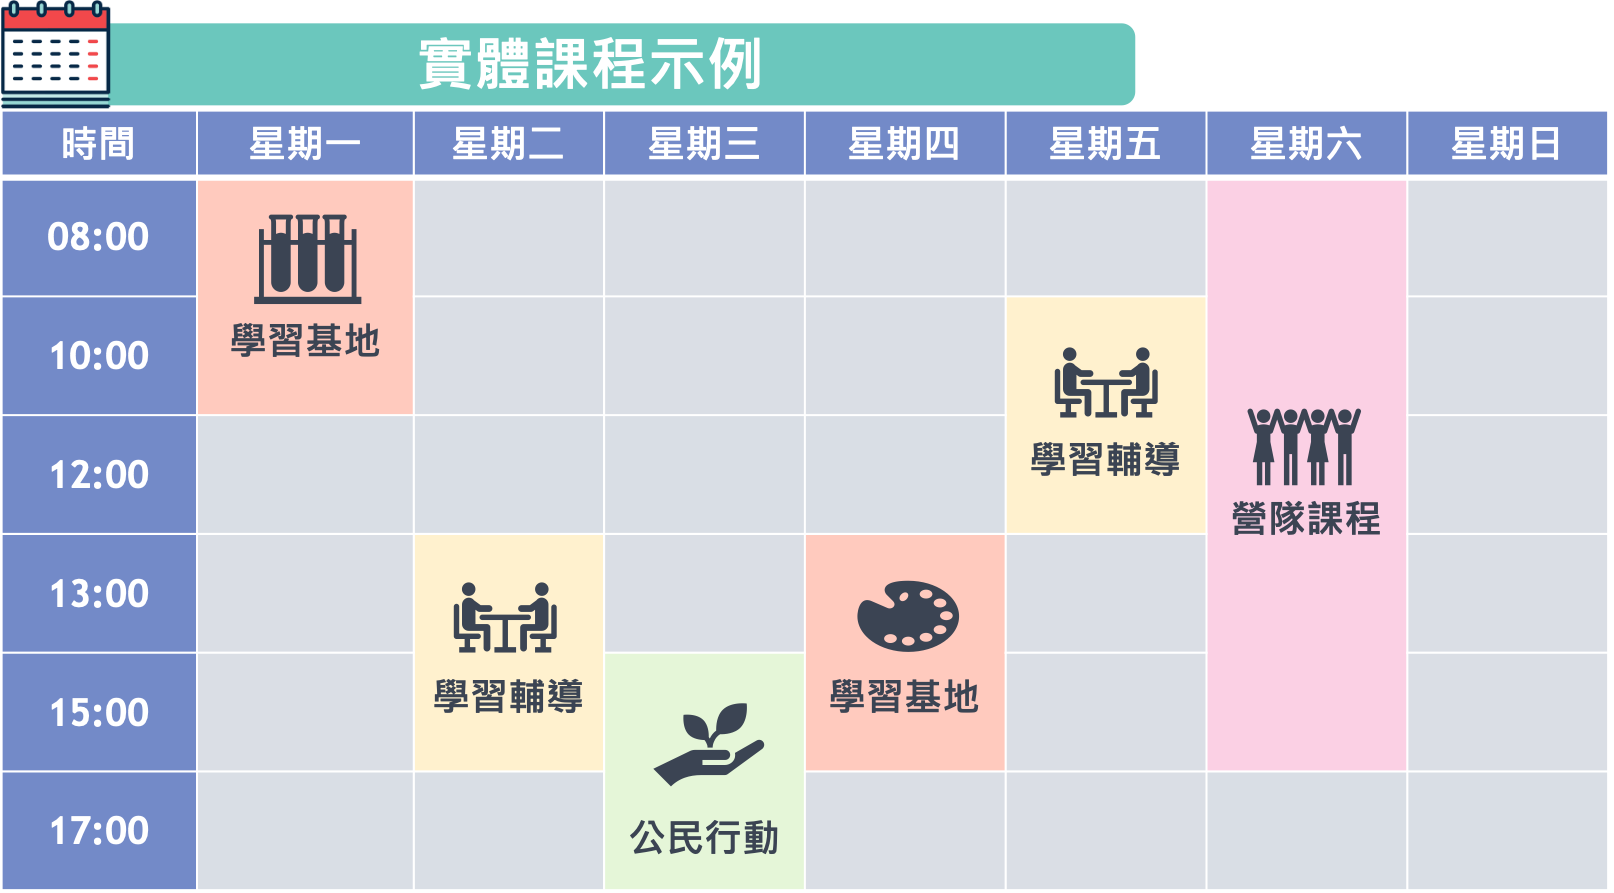 實體課程示例
時間 星期一 星期二 星期三 星期四 星期五 星期六 星期日
08:00
學習基地
10:00
學習輔導
12:00
營隊課程
13:00
學習輔導
學習基地
15:00
公民行動
17:00